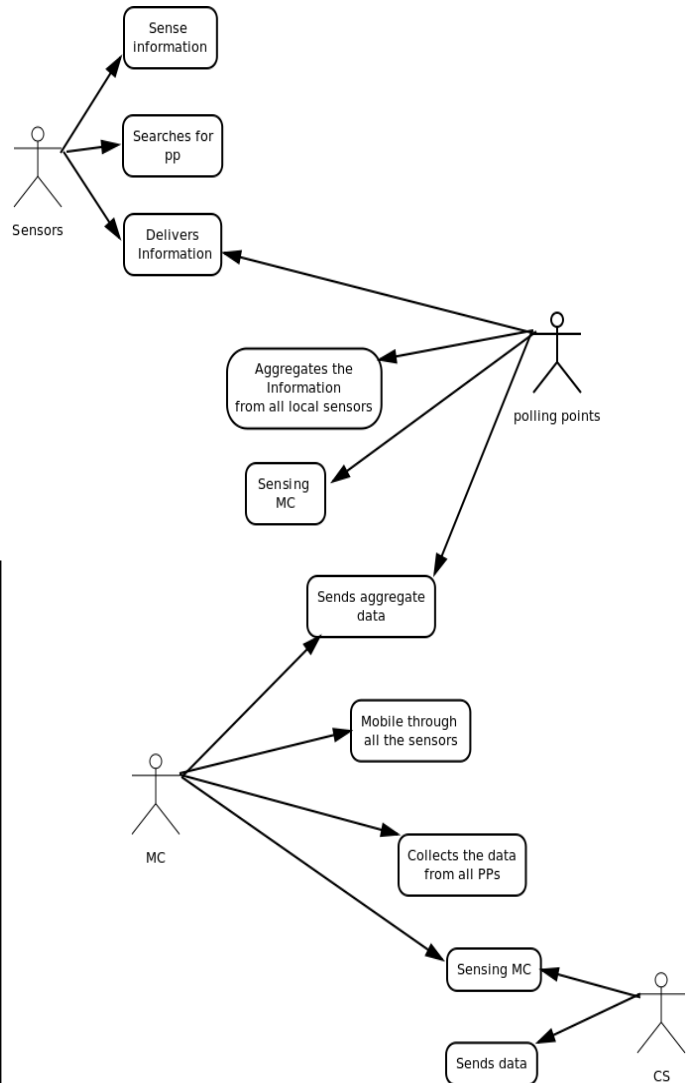 Sense
information
Searches for
pp
Sensors
Delivers
Information
Aggregates the
Information
from all local sensors
polling points
Sensing
MC
Sends aggregate
data
Mobile through
all the sensors
MC
Collects the data
from all PPs
Sensing MC
Sends data
CS